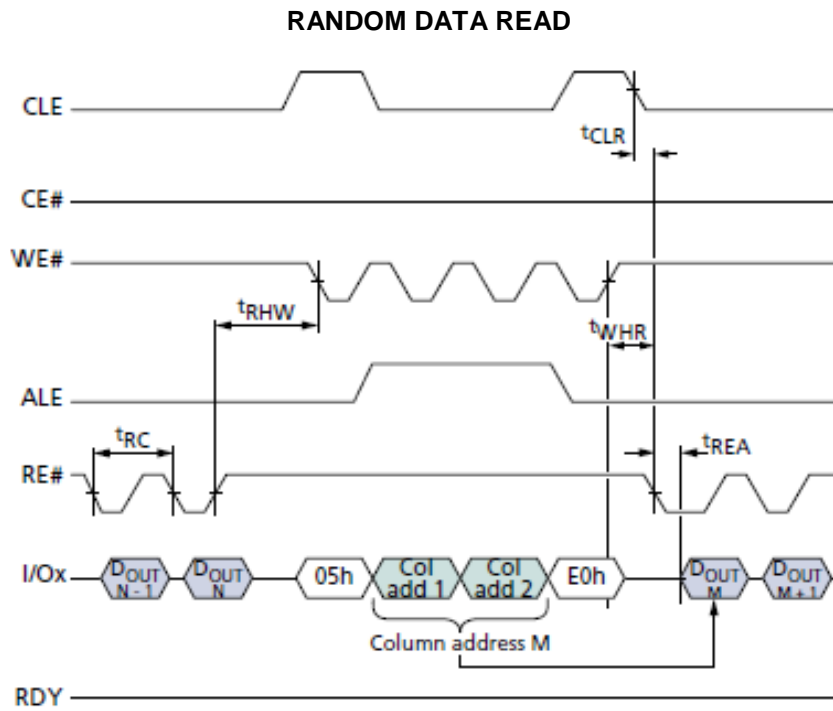 RANDOM DATA READ
CLE
tCLR
CE#
WE#
tRHW
tWHR
ALE
tRC
tREA
RE#
I/Ox
DOUT
N - 1
DOUT
N
05h
Col
add 1
Col
add 2
E0h
DOUT
M
DOUT
M + 1
Column address M
RDY